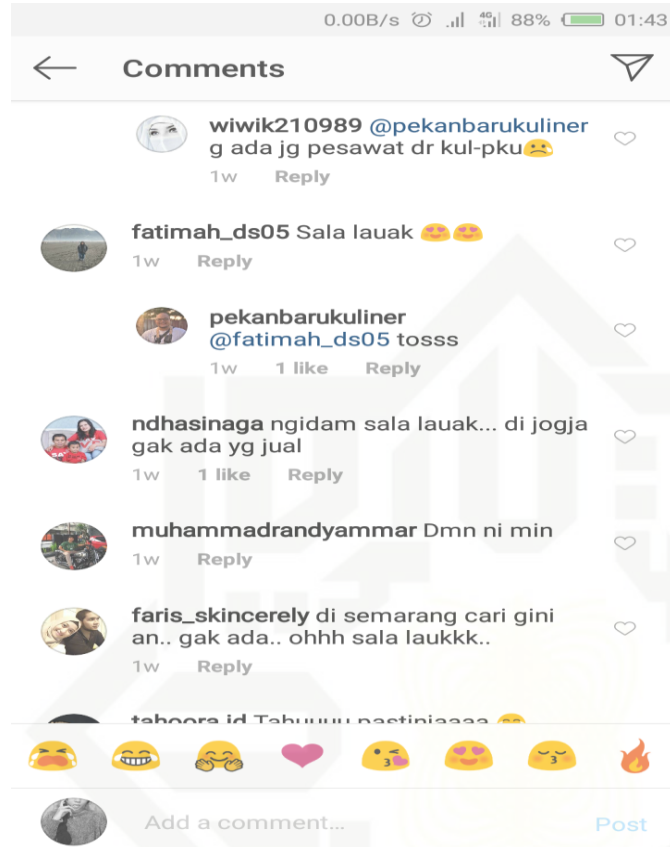 0.00B/s 4G 88% 01:43
Comments
wiwik210989 @pekanbarukuliner
g ada jg pesawat dr kul-pku
1w Reply
fatimah_ds05 Sala lauak
1w Reply
pekanbarukuliner
@fatimah_ds05 tosss
1w 1 like Reply
ndhasinaga ngidam sala lauak... di jogja
gak ada yg jual
1w 1 like Reply
muhammadrandyammar Dmn ni min
1w Reply
faris_skincerely di semarang cari gini
an.. gak ada.. ohhh sala laukkk..
1w Reply
Add a comment... Post